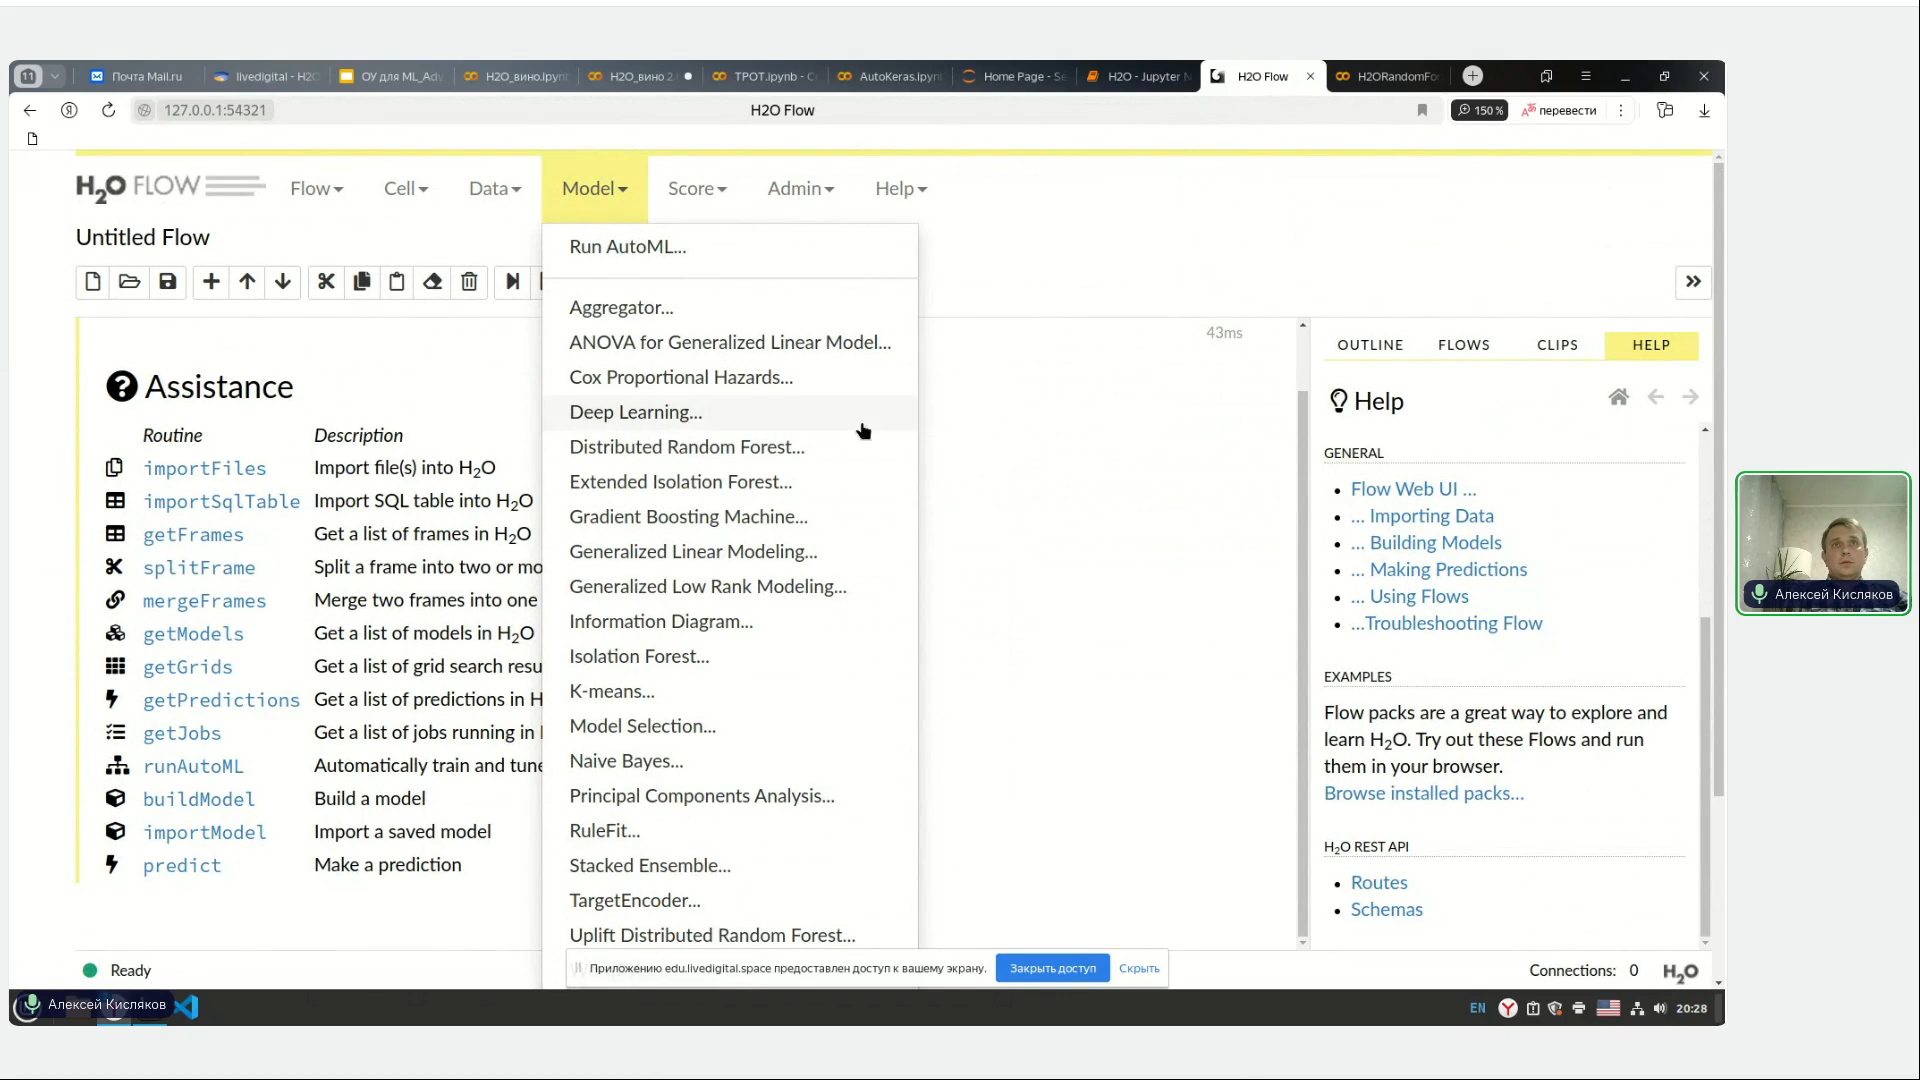 11
Почта Mail.ru
livedigital - H2O
ОУ для ML_Adv
H2O_вино.ipynb
H2O_вино 2.
ТРОТ.ipynb - C
AutoKeras.ipyn
Home Page - Se
H2O - Jupyter N
H2O Flow
H2ORandomFo
127.0.0.1:54321
H2O Flow
150 %
перевести
H2O FLOW
Flow
Cell
Data
Model
Score
Admin
Help
Untitled Flow
Run AutoML...
Aggregator...
ANOVA for Generalized Linear Model...
Cox Proportional Hazards...
Deep Learning...
Distributed Random Forest...
Extended Isolation Forest...
Gradient Boosting Machine...
Generalized Linear Modeling...
Generalized Low Rank Modeling...
Information Diagram...
Isolation Forest...
K-means...
Model Selection...
Naive Bayes...
Principal Components Analysis...
RuleFit...
Stacked Ensemble...
TargetEncoder...
Uplift Distributed Random Forest...
43ms
Assistance
Routine Description
importFiles Import file(s) into H2O
importSqlTable Import SQL table into H2O
getFrames Get a list of frames in H2O
splitFrame Split a frame into two or mo
mergeFrames Merge two frames into one
getModels Get a list of models in H2O
getGrids Get a list of grid search resu
getPredictions Get a list of predictions in H
getJobs Get a list of jobs running in
runAutoML Automatically train and tune
buildModel Build a model
importModel Import a saved model
predict Make a prediction
OUTLINE
FLOWS
CLIPS
HELP
Help
GENERAL
Flow Web UI ...
... Importing Data
... Building Models
... Making Predictions
... Using Flows
...Troubleshooting Flow
EXAMPLES
Flow packs are a great way to explore and
learn H2O. Try out these Flows and run
them in your browser.
Browse installed packs...
H2O REST API
Routes
Schemas
Алексей Кисляков
Ready
Приложению edu.livedigital.space предоставлен доступ к вашему экрану.
Закрыть доступ
Скрыть
Connections: 0
H2O
Алексей Кисляков
EN
20:28